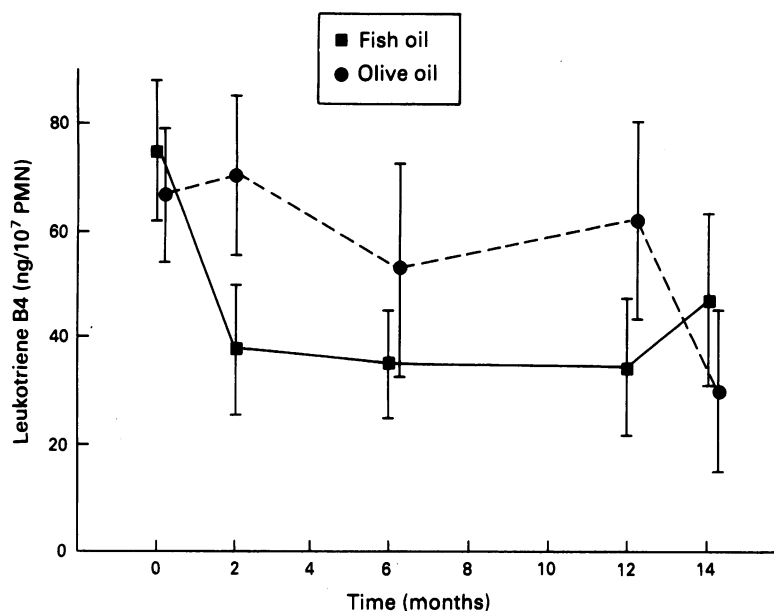 Fish oil
Olive oil
Leukotriene B4 (ng/10⁷ PMN)
80
60
40
20
0
0 2 4 6 8 10 12 14
Time (months)